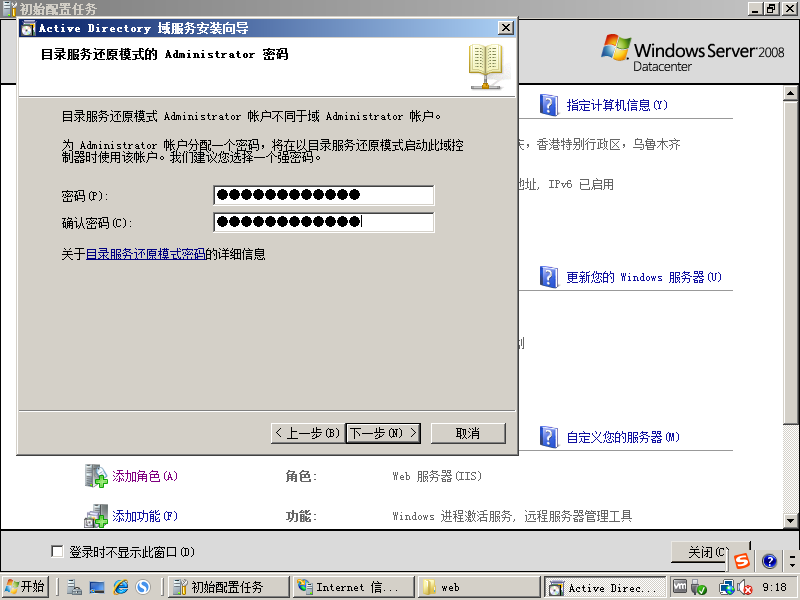 初始配置任务
Active Directory 域服务安装向导
目录服务还原模式的 Administrator 密码
Windows Server 2008
Datacenter
目录服务还原模式 Administrator 帐户不同于域 Administrator 帐户。
为 Administrator 帐户分配一个密码，将在以目录服务还原模式启动此域控
制器时使用该帐户。我们建议您选择一个强密码。
密码(P):
●●●●●●●●●●●●
确认密码(C):
●●●●●●●●●●●●
关于目录服务还原模式密码的详细信息
< 上一步(B)
下一步(N) >
取消
指定计算机信息(Y)
，香港特别行政区，乌鲁木齐
地址, IPv6 已启用
更新您的 Windows 服务器(U)
自定义您的服务器(M)
添加角色(A)
角色:
Web 服务器(IIS)
添加功能(F)
功能:
Windows 进程激活服务, 远程服务器管理工具
登录时不显示此窗口(D)
关闭(C)
开始
初始配置任务
Internet 信...
web
Active Direc...
9:18